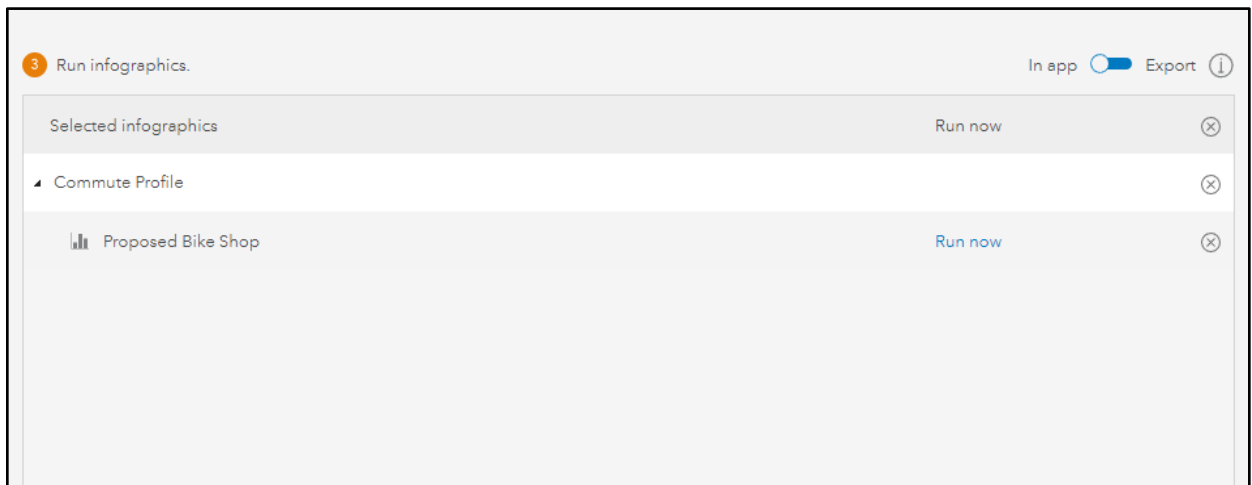 3 Run infographics. In app Export i
Selected infographics Run now
Commute Profile
Proposed Bike Shop Run now